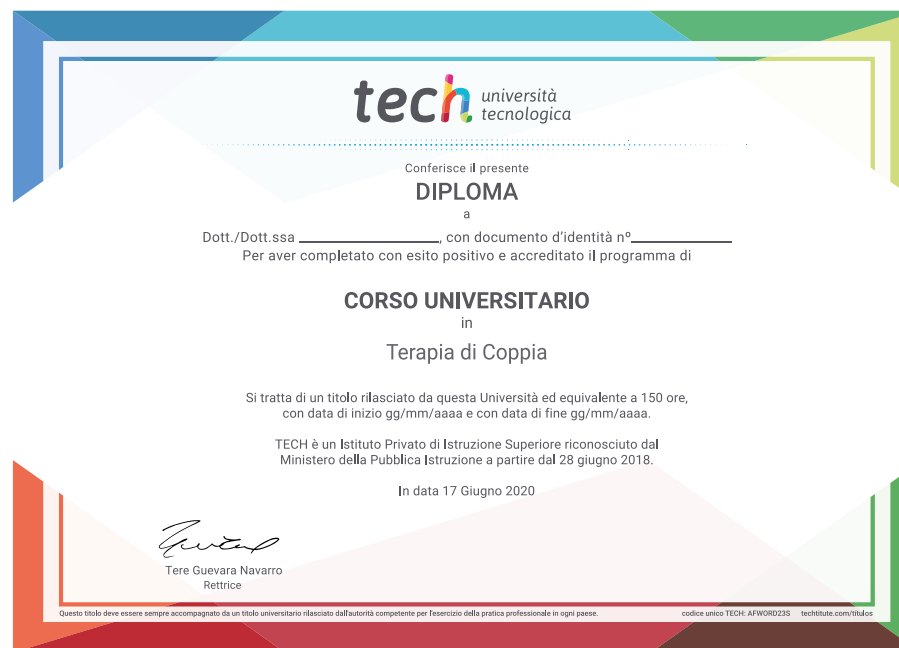 tech università
tecnologica
Conferisce il presente
DIPLOMA
a
Dott./Dott.ssa ______________, con documento d'identità nº__________
Per aver completato con esito positivo e accreditato il programma di
CORSO UNIVERSITARIO
in
Terapia di Coppia
Si tratta di un titolo rilasciato da questa Università ed equivalente a 150 ore,
con data di inizio gg/mm/aaaa e con data di fine gg/mm/aaaa.
TECH è un Istituto Privato di Istruzione Superiore riconosciuto dal
Ministero della Pubblica Istruzione a partire dal 28 giugno 2018.
In data 17 Giugno 2020
Tere Guevara Navarro
Rettrice
Questo titolo deve essere sempre accompagnato da un titolo universitario rilasciato dall'autorità competente per l'esercizio della pratica professionale in ogni paese. codice unico TECH: AFWORD23S techtitute.com/títulos